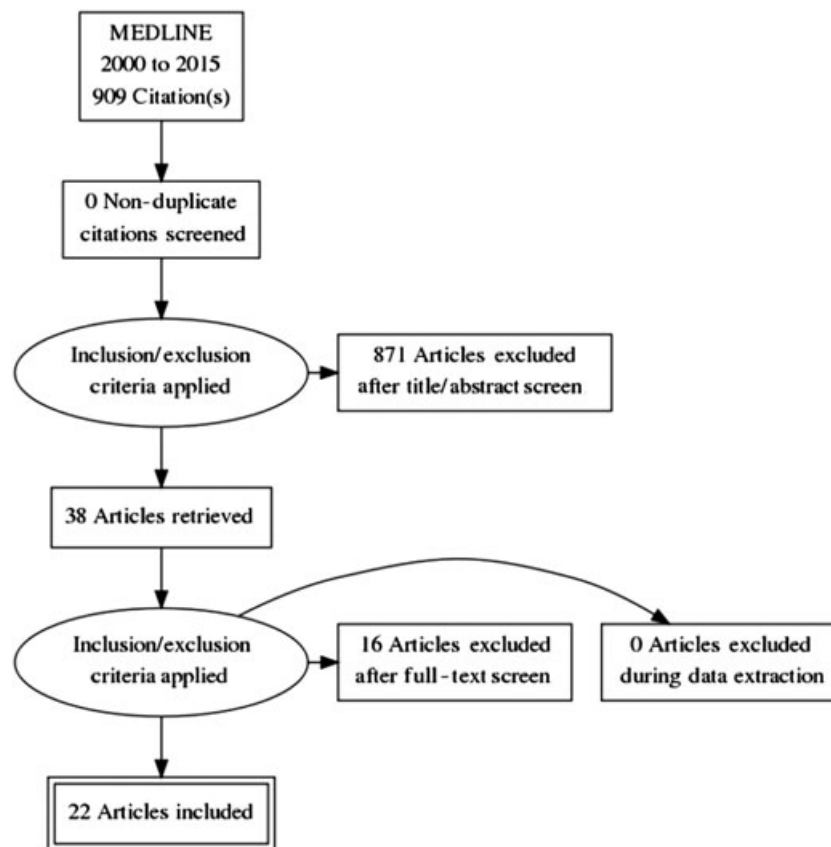 MEDLINE
2000 to 2015
909 Citation(s)
0 Non-duplicate
citations screened
Inclusion/exclusion
criteria applied
871 Articles excluded
after title/abstract screen
38 Articles retrieved
Inclusion/exclusion
criteria applied
16 Articles excluded
after full-text screen
0 Articles excluded
during data extraction
22 Articles included